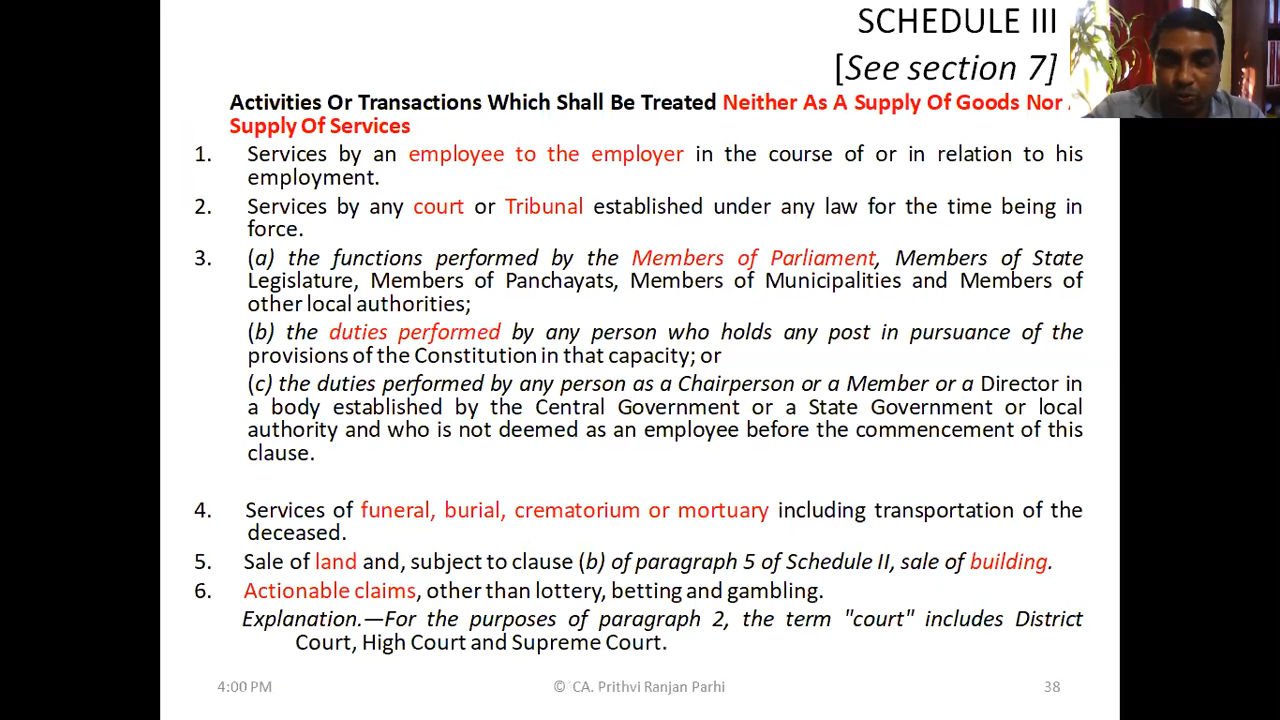 SCHEDULE III
[See section 7]
Activities Or Transactions Which Shall Be Treated Neither As A Supply Of Goods Nor
Supply Of Services
1. Services by an employee to the employer in the course of or in relation to his
employment.
2. Services by any court or Tribunal established under any law for the time being in
force.
3. (a) the functions performed by the Members of Parliament, Members of State
Legislature, Members of Panchayats, Members of Municipalities and Members of
other local authorities;
(b) the duties performed by any person who holds any post in pursuance of the
provisions of the Constitution in that capacity; or
(c) the duties performed by any person as a Chairperson or a Member or a Director in
a body established by the Central Government or a State Government or local
authority and who is not deemed as an employee before the commencement of this
clause.
4. Services of funeral, burial, crematorium or mortuary including transportation of the
deceased.
5. Sale of land and, subject to clause (b) of paragraph 5 of Schedule II, sale of building.
6. Actionable claims, other than lottery, betting and gambling.
Explanation.—For the purposes of paragraph 2, the term "court" includes District
Court, High Court and Supreme Court.
4:00 PM
© CA. Prithvi Ranjan Parhi
38